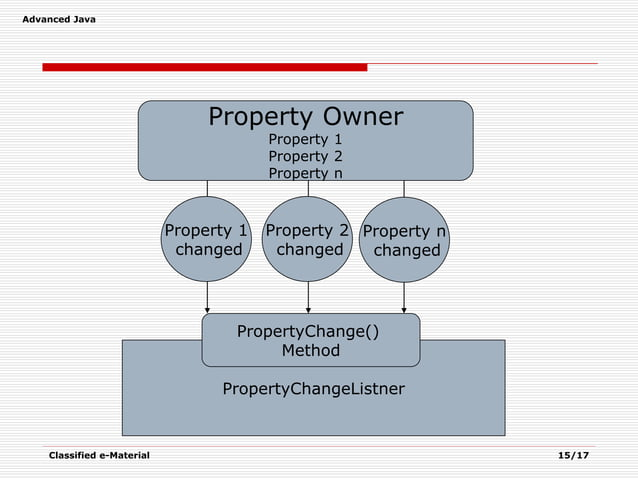 Advanced Java
Property Owner
Property 1
Property 2
Property n
Property 1
changed
Property 2
changed
Property n
changed
PropertyChange()
Method
PropertyChangeListner
Classified e-Material
15/17